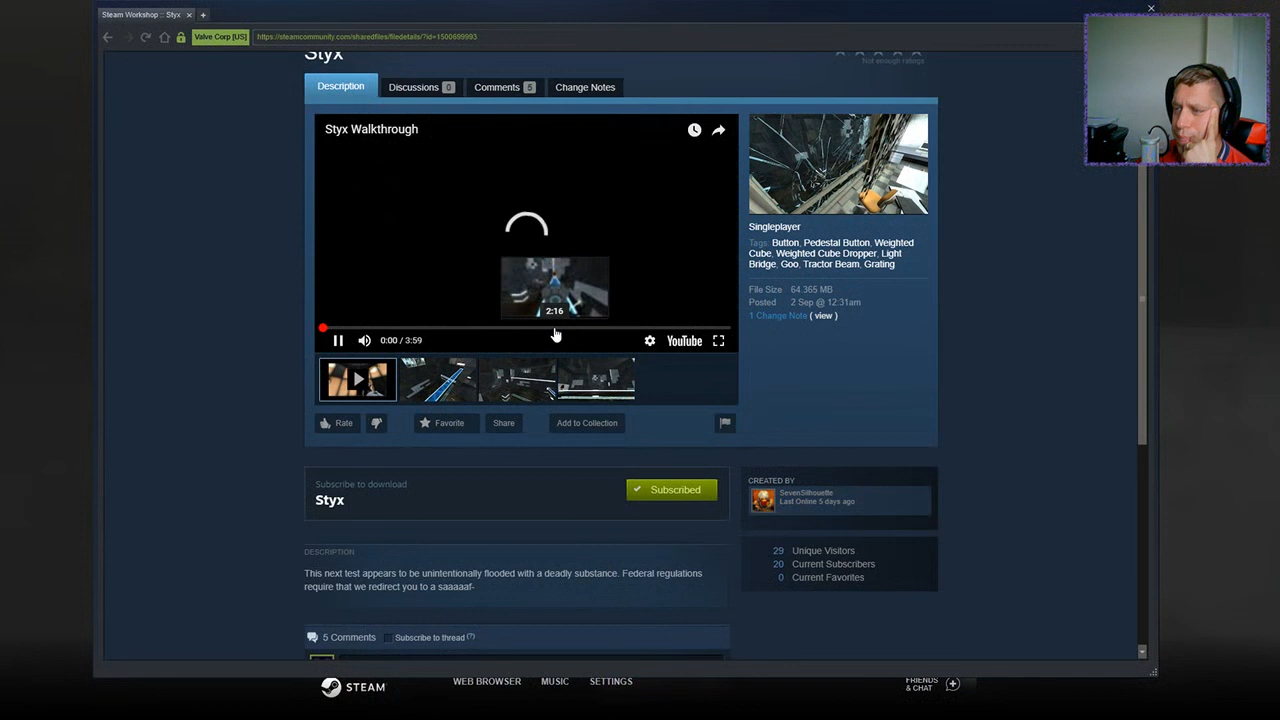 Steam Workshop :: Styx
Valve Corp [US]
https://steamcommunity.com/sharedfiles/filedetails/?id=1500699993
Styx
Not enough ratings
Description
Discussions 0
Comments 5
Change Notes
Styx Walkthrough
2:16
0:00 / 3:59
YouTube
Singleplayer
Tags: Button, Pedestal Button, Weighted
Cube, Weighted Cube Dropper, Light
Bridge, Goo, Tractor Beam, Grating
File Size 64.365 MB
Posted 2 Sep @ 12:31am
1 Change Note ( view )
Rate
Favorite
Share
Add to Collection
Subscribe to download
Styx
Subscribed
CREATED BY
SevenSilhouette
Last Online 5 days ago
29 Unique Visitors
20 Current Subscribers
0 Current Favorites
DESCRIPTION
This next test appears to be unintentionally flooded with a deadly substance. Federal regulations
require that we redirect you to a saaaaaf-
5 Comments
Subscribe to thread (?)
STEAM
WEB BROWSER
MUSIC
SETTINGS
FRIENDS
& CHAT